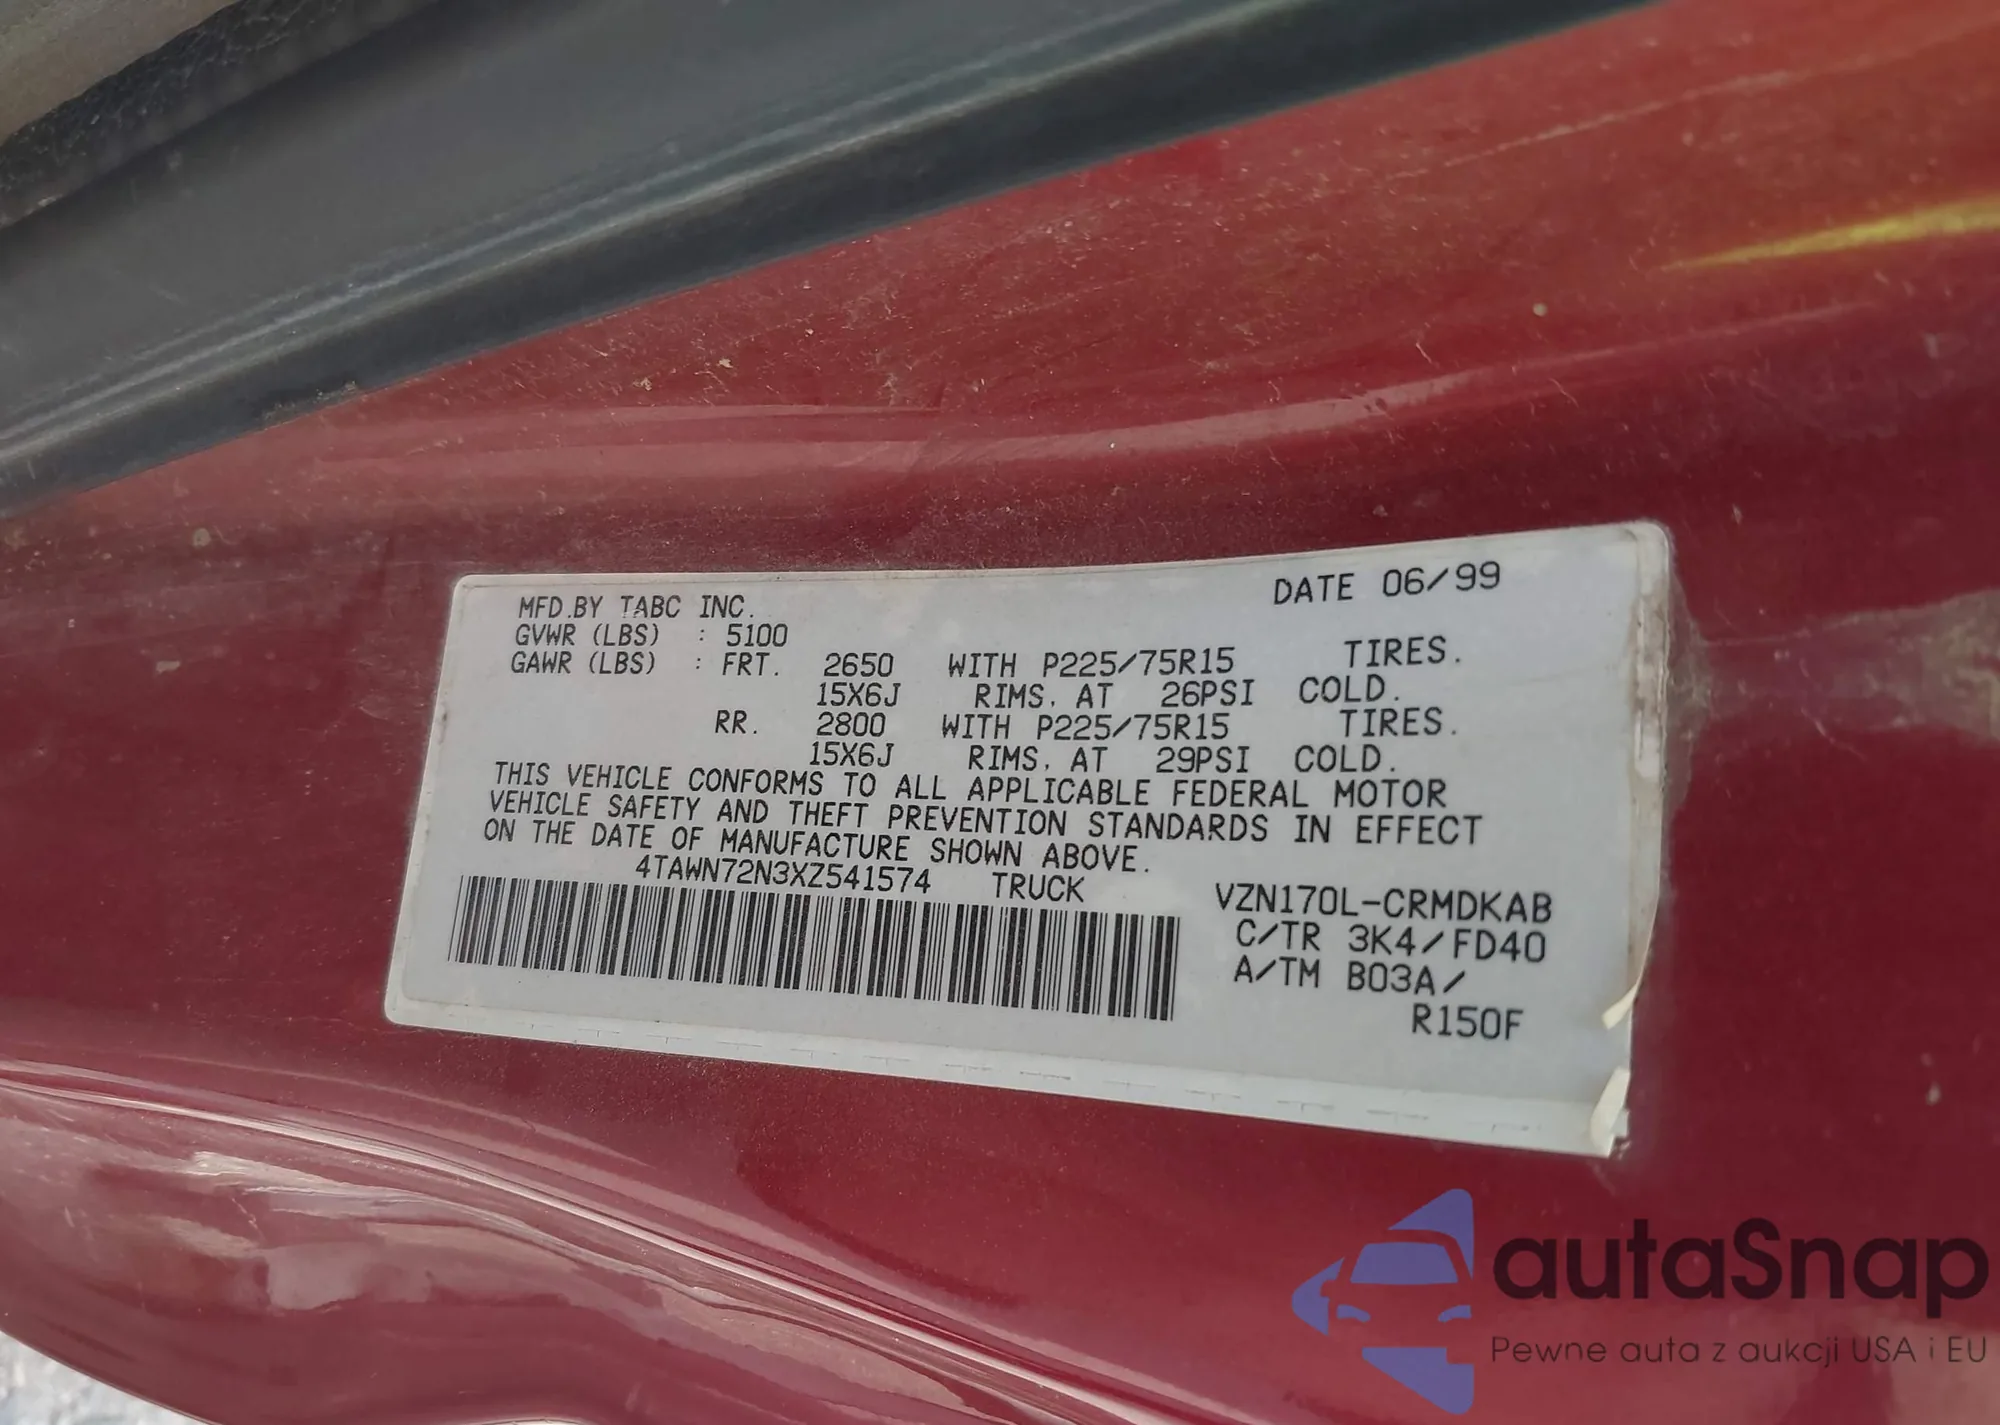 MFD.BY TABC INC. DATE 06/99
GVWR (LBS) : 5100
GAWR (LBS) : FRT. 2650 WITH P225/75R15 TIRES.
15X6J RIMS, AT 26PSI COLD.
RR. 2800 WITH P225/75R15 TIRES.
15X6J RIMS, AT 29PSI COLD.
THIS VEHICLE CONFORMS TO ALL APPLICABLE FEDERAL MOTOR
VEHICLE SAFETY AND THEFT PREVENTION STANDARDS IN EFFECT
ON THE DATE OF MANUFACTURE SHOWN ABOVE.
4TAWN72N3XZ541574 TRUCK VZN170L-CRMDKAB
C/TR 3K4/FD40
A/TM B03A/
R150F
autaSnap
Pewne auta z aukcji USA i EU